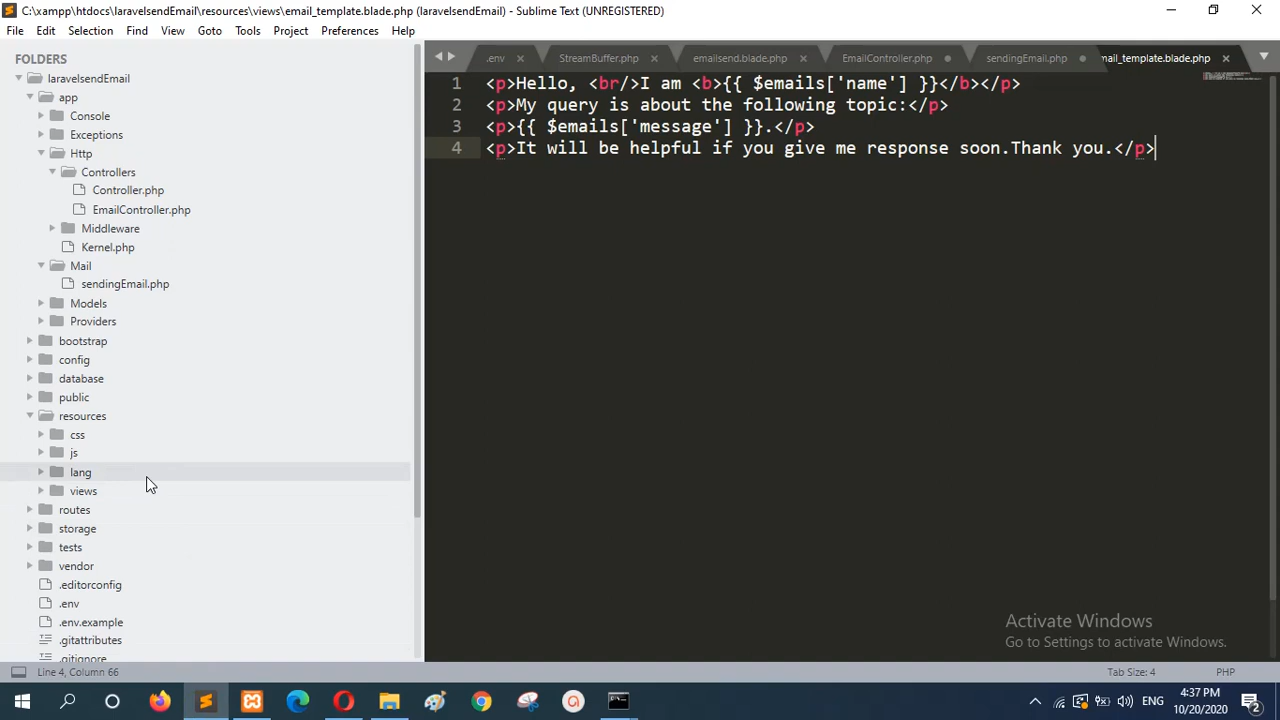 C:\xampp\htdocs\laravelsendEmail\resources\views\email_template.blade.php (laravelsendEmail) - Sublime Text (UNREGISTERED)
File Edit Selection Find View Goto Tools Project Preferences Help
FOLDERS
laravelsendEmail
app
Console
Exceptions
Http
Controllers
Controller.php
EmailController.php
Middleware
Kernel.php
Mail
sendingEmail.php
Models
Providers
bootstrap
config
database
public
resources
css
js
lang
views
routes
storage
tests
vendor
.editorconfig
.env
.env.example
.gitattributes
.gitignore
.env StreamBuffer.php emailsend.blade.php EmailController.php sendingEmail.php mail_template.blade.php
1 <p>Hello, <br/>I am <b>{{ $emails['name'] }}</b></p>
2 <p>My query is about the following topic:</p>
3 <p>{{ $emails['message'] }}.</p>
4 <p>It will be helpful if you give me response soon.Thank you.</p>
Activate Windows
Go to Settings to activate Windows.
Line 4, Column 66
Tab Size: 4 PHP
ENG
4:37 PM
10/20/2020
2